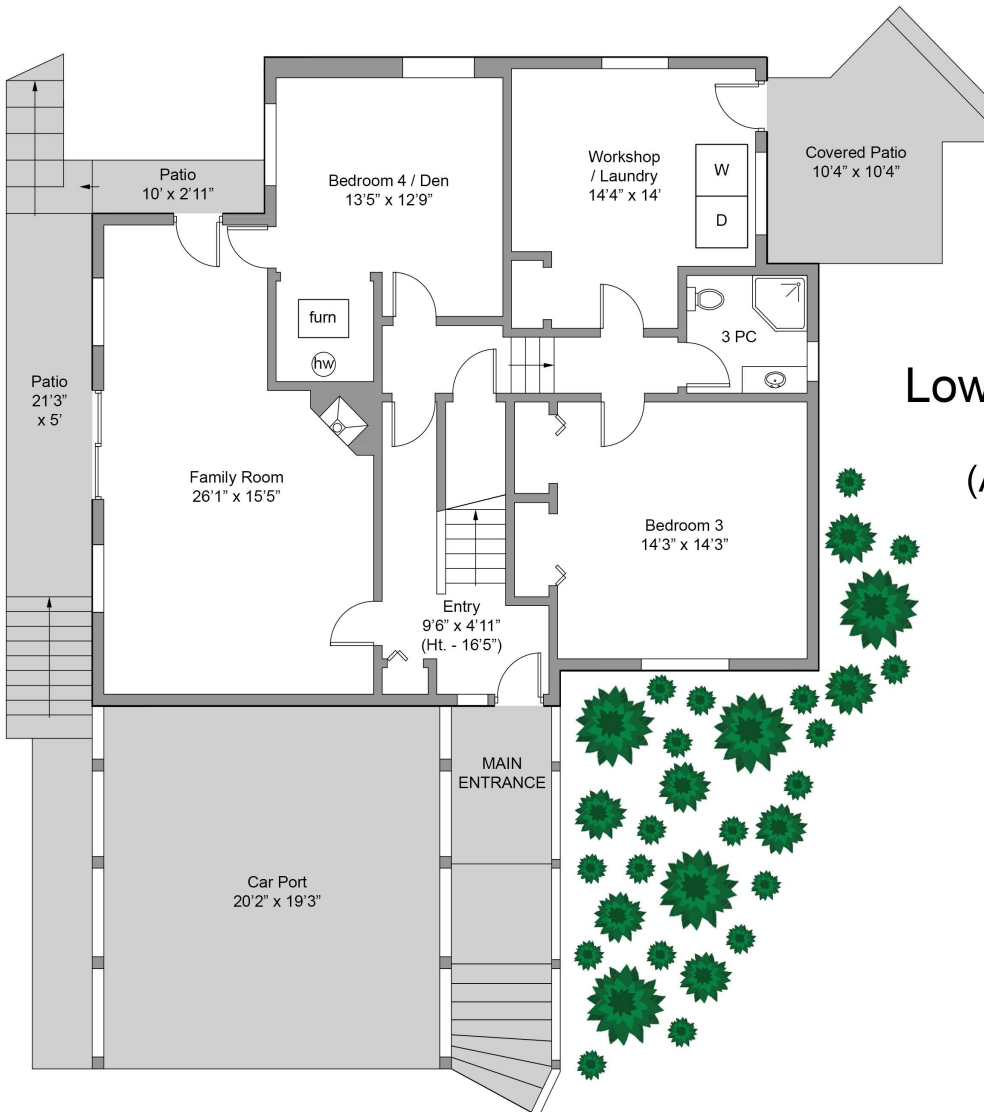 Patio
10’ x 2’11”
Bedroom 4 / Den
13’5” x 12’9”
Workshop
/ Laundry
14’4” x 14’
W
D
Covered Patio
10’4” x 10’4”
furn
hw
3 PC
Patio
21’3”
x 5’
Low
(A
Family Room
26’1” x 15’5”
Bedroom 3
14’3” x 14’3”
Entry
9’6” x 4’11”
(Ht. - 16’5”)
MAIN
ENTRANCE
Car Port
20’2” x 19’3”